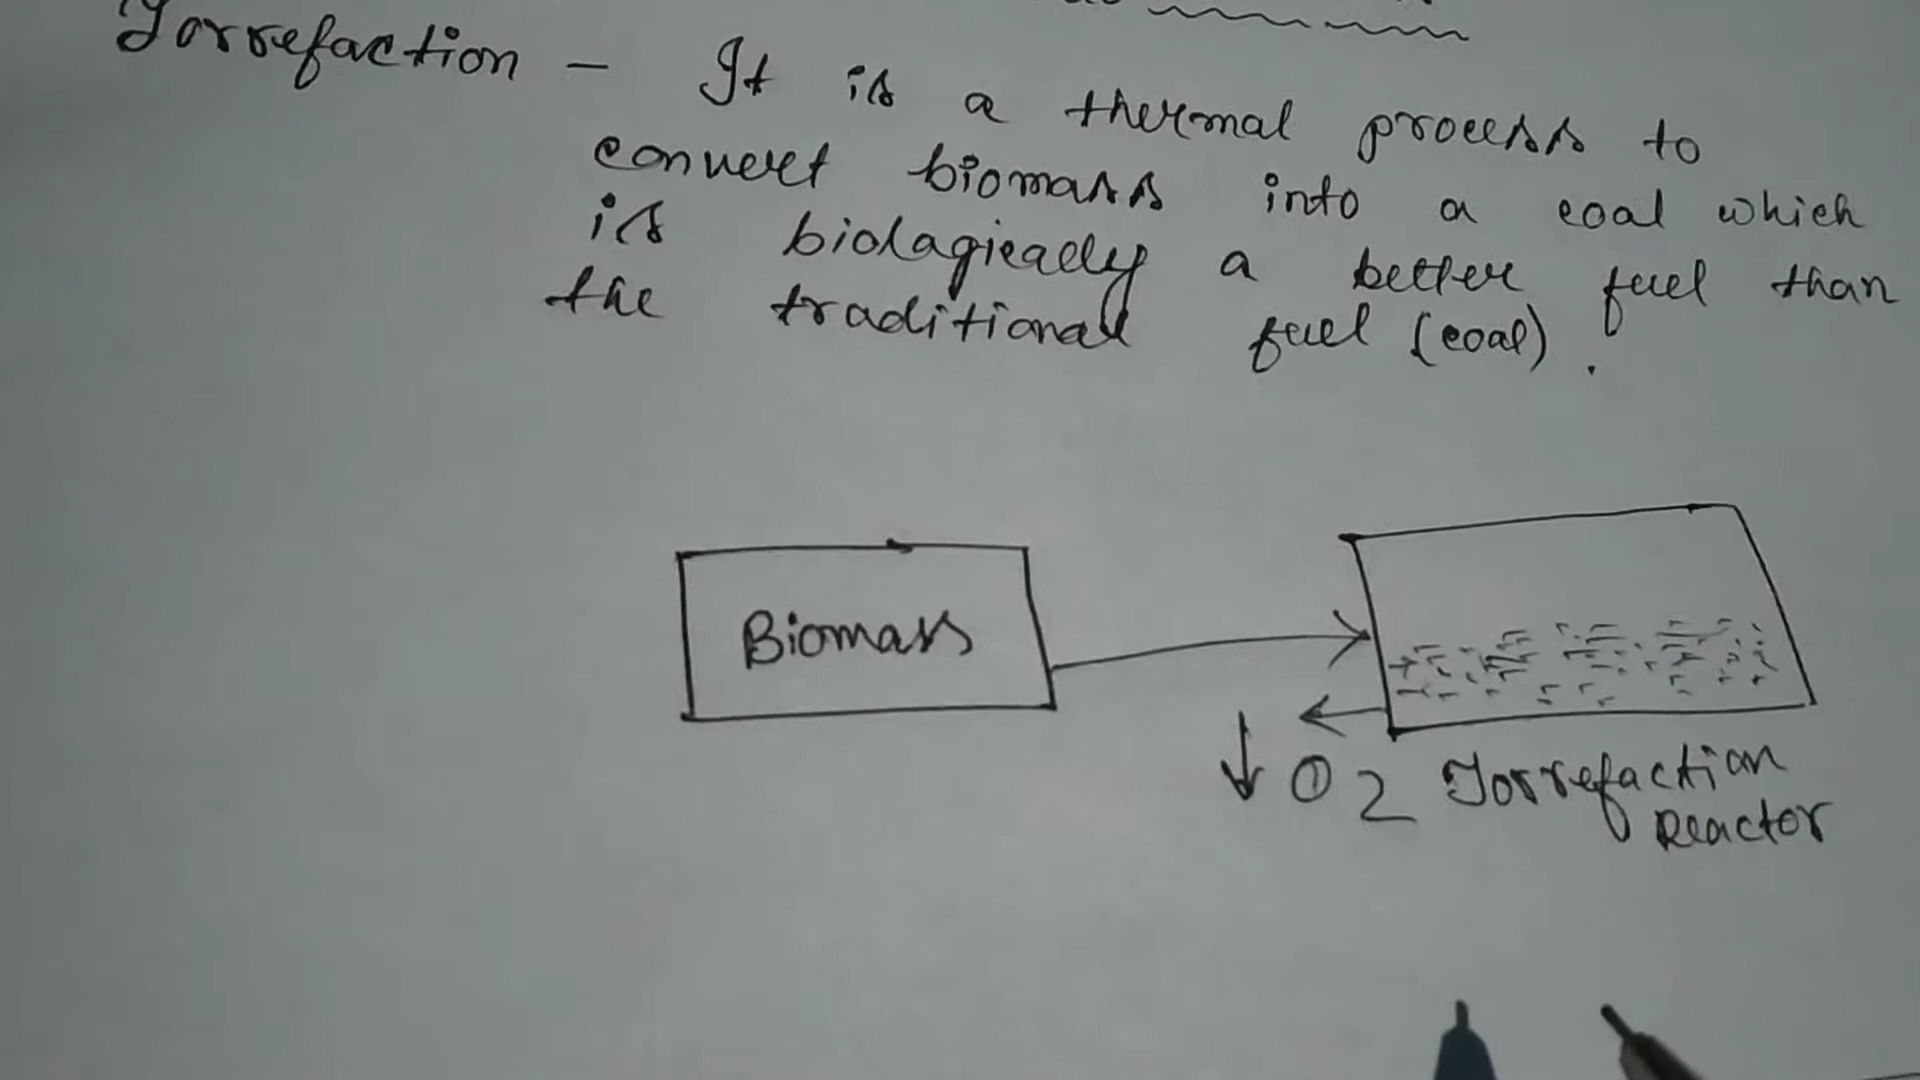 Torrefaction - It is a thermal process to
convert biomass into a coal which
is biologically a better fuel than
the traditional fuel (coal).
Biomass
↓ O2 Torrefaction
Reactor